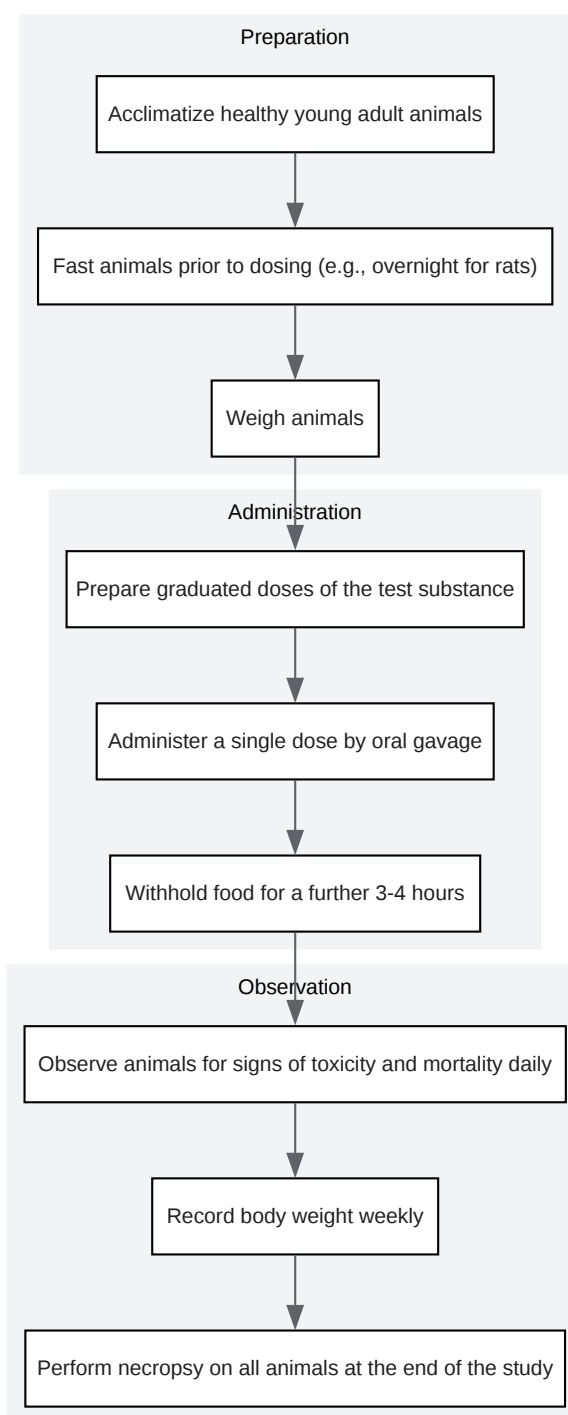 Preparation
Acclimatize healthy young adult animals
Fast animals prior to dosing (e.g., overnight for rats)
Weigh animals
Administration
Prepare graduated doses of the test substance
Administer a single dose by oral gavage
Withhold food for a further 3-4 hours
Observation
Observe animals for signs of toxicity and mortality daily
Record body weight weekly
Perform necropsy on all animals at the end of the study